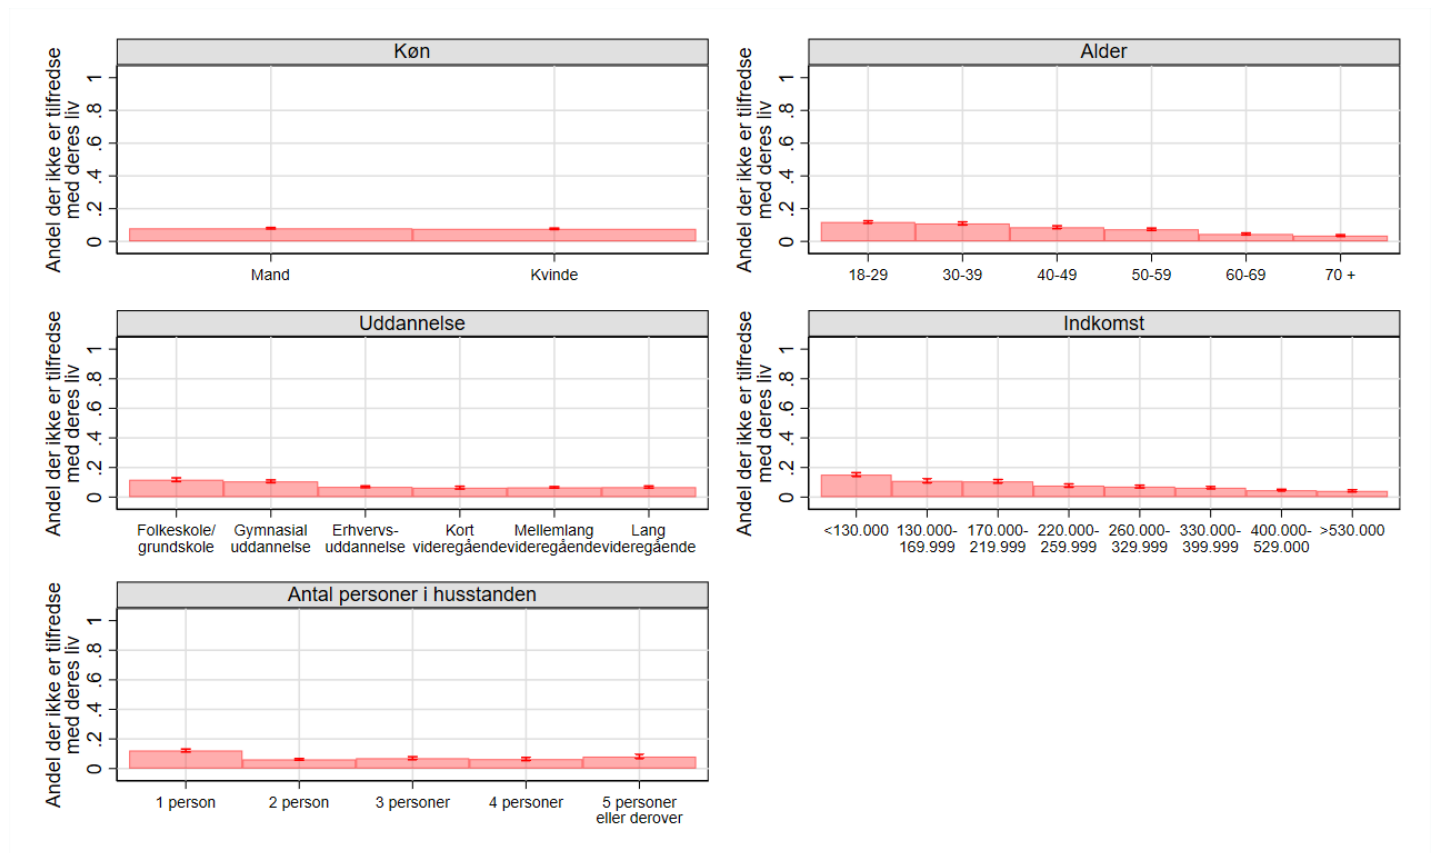 Køn
Andel der ikke er tilfredse
med deres liv
1
.8
.6
.4
.2
0
Mand
Kvinde
Alder
Andel der ikke er tilfredse
med deres liv
1
.8
.6
.4
.2
0
18-29
30-39
40-49
50-59
60-69
70 +
Uddannelse
Andel der ikke er tilfredse
med deres liv
1
.8
.6
.4
.2
0
Folkeskole/
grundskole
Gymnasial
uddannelse
Erhvervs-
uddannelse
Kort
videregående
Mellemlang
videregående
Lang
videregående
Indkomst
Andel der ikke er tilfredse
med deres liv
1
.8
.6
.4
.2
0
<130.000
130.000-
169.999
170.000-
219.999
220.000-
259.999
260.000-
329.999
330.000-
399.999
400.000-
529.000
>530.000
Antal personer i husstanden
Andel der ikke er tilfredse
med deres liv
1
.8
.6
.4
.2
0
1 person
2 person
3 personer
4 personer
5 personer
eller derover